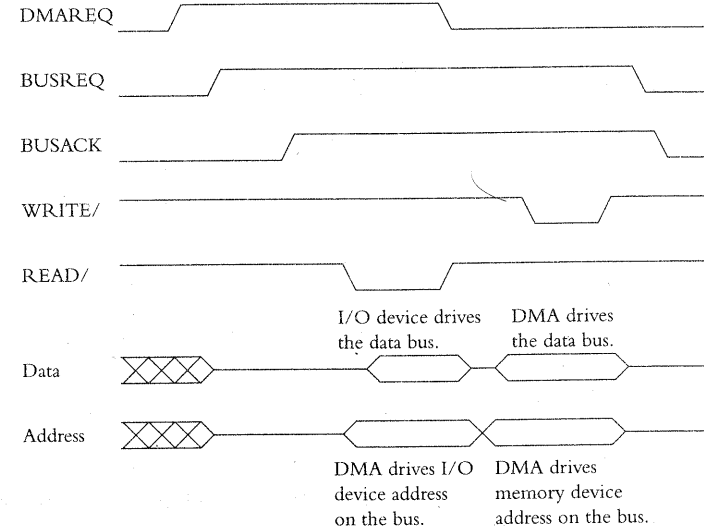 DMAREQ
BUSREQ
BUSACK
WRITE/
READ/
I/O device drives
the data bus.
DMA drives
the data bus.
Data
Address
DMA drives I/O
device address
on the bus.
DMA drives
memory device
address on the bus.